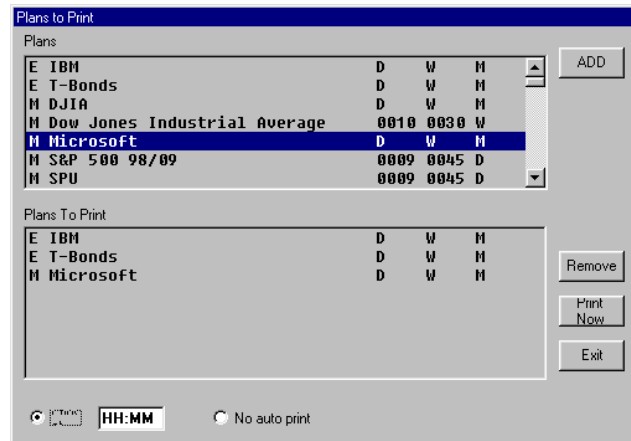 Plans to Print
Plans
E IBM D W M
E T-Bonds D W M
M DJIA D W M
M Dow Jones Industrial Average 0010 0030 W
M Microsoft D W M
M S&P 500 98/09 0009 0045 D
M SPU 0009 0045 D
ADD
Plans To Print
E IBM D W M
E T-Bonds D W M
M Microsoft D W M
Remove
Print
Now
Exit
HH:MM
No auto print